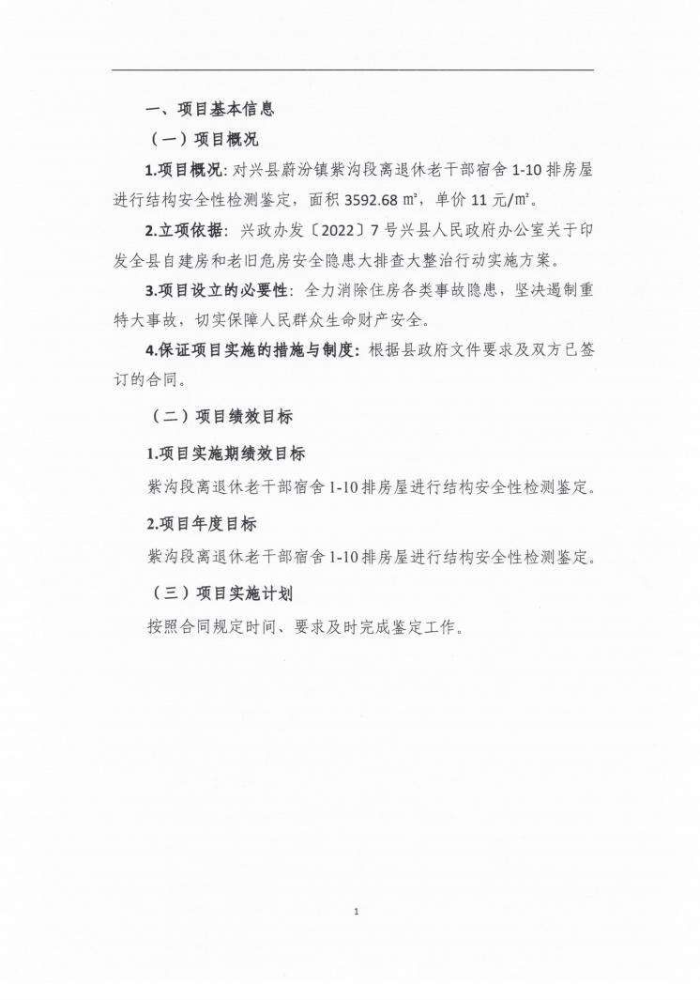 一、项目基本信息
（一）项目概况
1.项目概况：对兴县蔚汾镇紫沟段离退休老干部宿舍 1-10 排房屋
进行结构安全性检测鉴定，面积 3592.68 ㎡，单价 11 元/㎡。
2.立项依据：兴政办发〔2022〕7 号兴县人民政府办公室关于印
发全县自建房和老旧危房安全隐患大排查大整治行动实施方案。
3.项目设立的必要性：全力消除住房各类事故隐患，坚决遏制重
特大事故，切实保障人民群众生命财产安全。
4.保证项目实施的措施与制度：根据县政府文件要求及双方已签
订的合同。
（二）项目绩效目标
1.项目实施期绩效目标
紫沟段离退休老干部宿舍 1-10 排房屋进行结构安全性检测鉴定。
2.项目年度目标
紫沟段离退休老干部宿舍 1-10 排房屋进行结构安全性检测鉴定。
（三）项目实施计划
按照合同规定时间、要求及时完成鉴定工作。
1